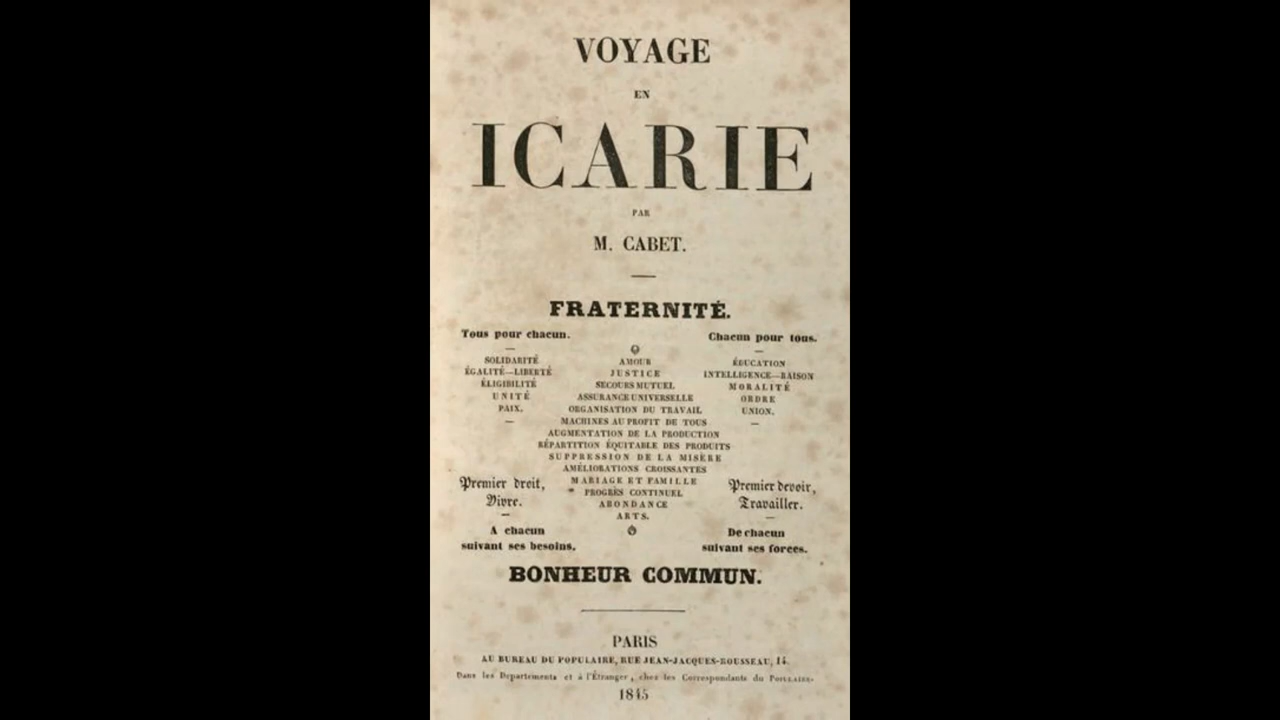 VOYAGE
EN
ICARIE
PAR
M. CABET.
FRATERNITÉ.
Tous pour chacun.
Chacun pour tous.
SOLIDARITÉ
ÉGALITÉ—LIBERTÉ
ÉLIGIBILITÉ
UNITÉ
PAIX.
AMOUR
JUSTICE
SECOURS MUTUEL
ASSURANCE UNIVERSELLE
ORGANISATION DU TRAVAIL
MACHINES AU PROFIT DE TOUS
AUGMENTATION DE LA PRODUCTION
RÉPARTITION ÉQUITABLE DES PRODUITS
SUPPRESSION DE LA MISÈRE
AMÉLIORATIONS CROISSANTES
MARIAGE ET FAMILLE
PROGRÈS CONTINUEL
ABONDANCE
ARTS.
ÉDUCATION
INTELLIGENCE—RAISON
MORALITÉ
ORDRE
UNION.
Premier droit,
Vivre.
Premier devoir,
Travailler.
A chacun
suivant ses besoins.
De chacun
suivant ses forces.
BONHEUR COMMUN.
PARIS
AU BUREAU DU POPULAIRE, RUE JEAN-JACQUES-ROUSSEAU, 14.
Dans les Départements et à l'Étranger, chez les Correspondants du POPULAIRE.
1845